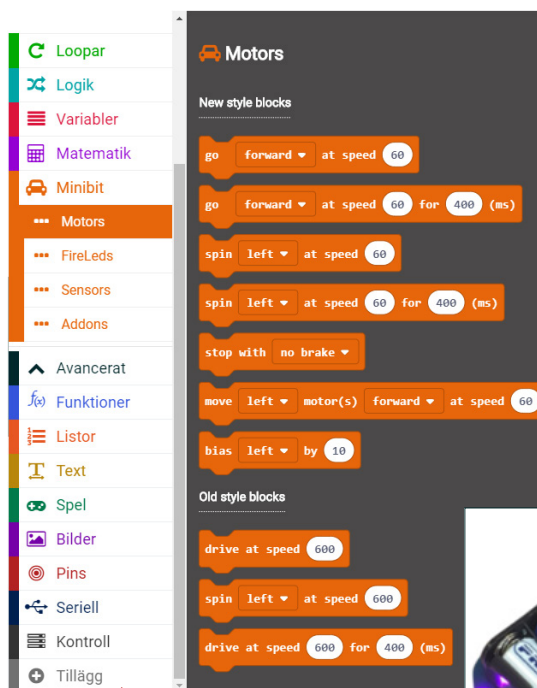 Loopar
Logik
Variabler
Matematik
Minibit
Motors
FireLeds
Sensors
Addons
Avancerat
f(x) Funktioner
Listor
Text
Spel
Bilder
Pins
Seriell
Kontroll
Tillägg
Motors
New style blocks
go forward at speed 60
go forward at speed 60 for 400 (ms)
spin left at speed 60
spin left at speed 60 for 400 (ms)
stop with no brake
move left motor(s) forward at speed 60
bias left by 10
Old style blocks
drive at speed 600
spin left at speed 600
drive at speed 600 for 400 (ms)